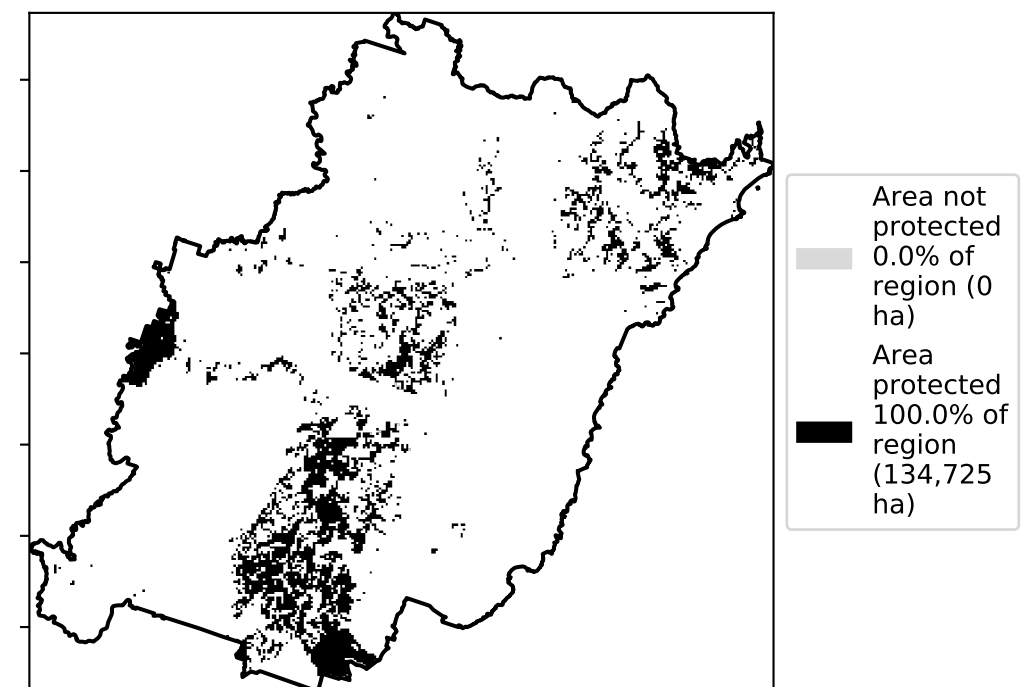 Area not
protected
0.0% of
region (0
ha)
Area
protected
100.0% of
region
(134,725
ha)